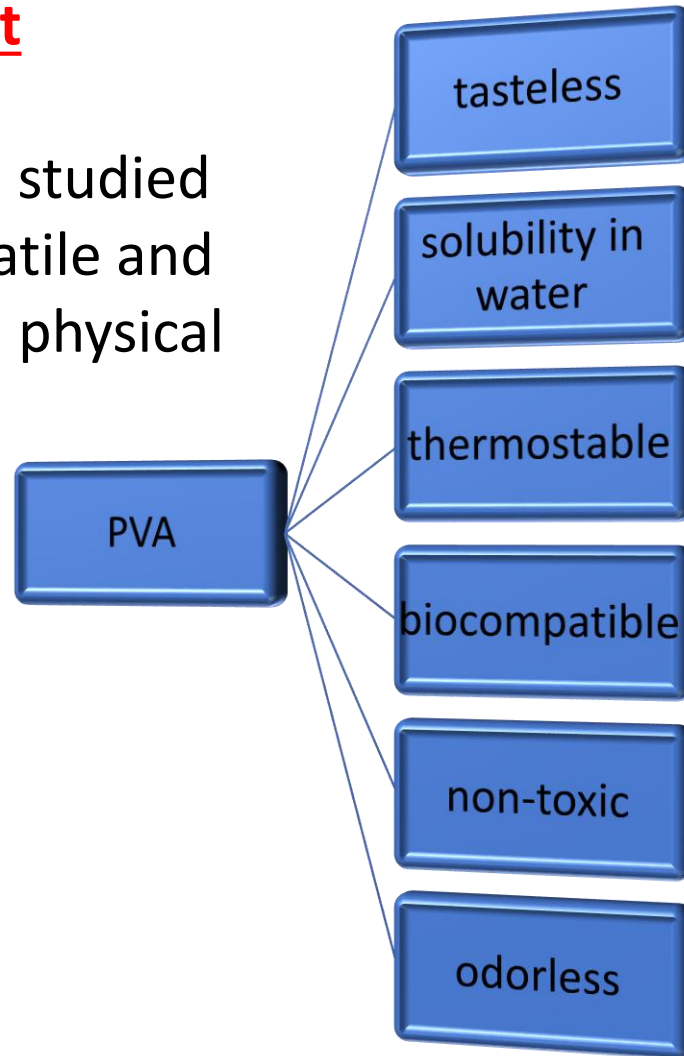 t
studied
atile and
physical
PVA
tasteless
solubility in
water
thermostable
biocompatible
non-toxic
odorless